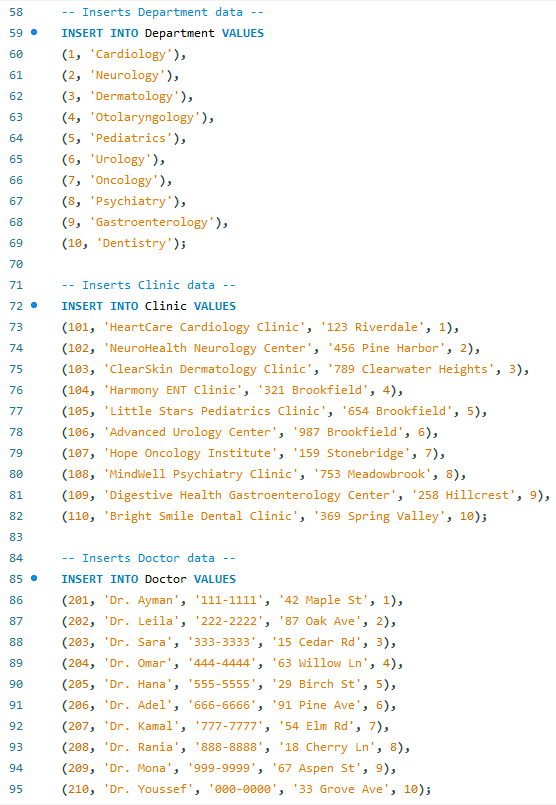 58 -- Inserts Department data --
59 INSERT INTO Department VALUES
60 (1, 'Cardiology'),
61 (2, 'Neurology'),
62 (3, 'Dermatology'),
63 (4, 'Otolaryngology'),
64 (5, 'Pediatrics'),
65 (6, 'Urology'),
66 (7, 'Oncology'),
67 (8, 'Psychiatry'),
68 (9, 'Gastroenterology'),
69 (10, 'Dentistry');
70
71 -- Inserts Clinic data --
72 INSERT INTO Clinic VALUES
73 (101, 'HeartCare Cardiology Clinic', '123 Riverdale', 1),
74 (102, 'NeuroHealth Neurology Center', '456 Pine Harbor', 2),
75 (103, 'ClearSkin Dermatology Clinic', '789 Clearwater Heights', 3),
76 (104, 'Harmony ENT Clinic', '321 Brookfield', 4),
77 (105, 'Little Stars Pediatrics Clinic', '654 Brookfield', 5),
78 (106, 'Advanced Urology Center', '987 Brookfield', 6),
79 (107, 'Hope Oncology Institute', '159 Stonebridge', 7),
80 (108, 'MindWell Psychiatry Clinic', '753 Meadowbrook', 8),
81 (109, 'Digestive Health Gastroenterology Center', '258 Hillcrest', 9),
82 (110, 'Bright Smile Dental Clinic', '369 Spring Valley', 10);
83
84 -- Inserts Doctor data --
85 INSERT INTO Doctor VALUES
86 (201, 'Dr. Ayman', '111-1111', '42 Maple St', 1),
87 (202, 'Dr. Leila', '222-2222', '87 Oak Ave', 2),
88 (203, 'Dr. Sara', '333-3333', '15 Cedar Rd', 3),
89 (204, 'Dr. Omar', '444-4444', '63 Willow Ln', 4),
90 (205, 'Dr. Hana', '555-5555', '29 Birch St', 5),
91 (206, 'Dr. Adel', '666-6666', '91 Pine Ave', 6),
92 (207, 'Dr. Kamal', '777-7777', '54 Elm Rd', 7),
93 (208, 'Dr. Rania', '888-8888', '18 Cherry Ln', 8),
94 (209, 'Dr. Mona', '999-9999', '67 Aspen St', 9),
95 (210, 'Dr. Youssef', '000-0000', '33 Grove Ave', 10);